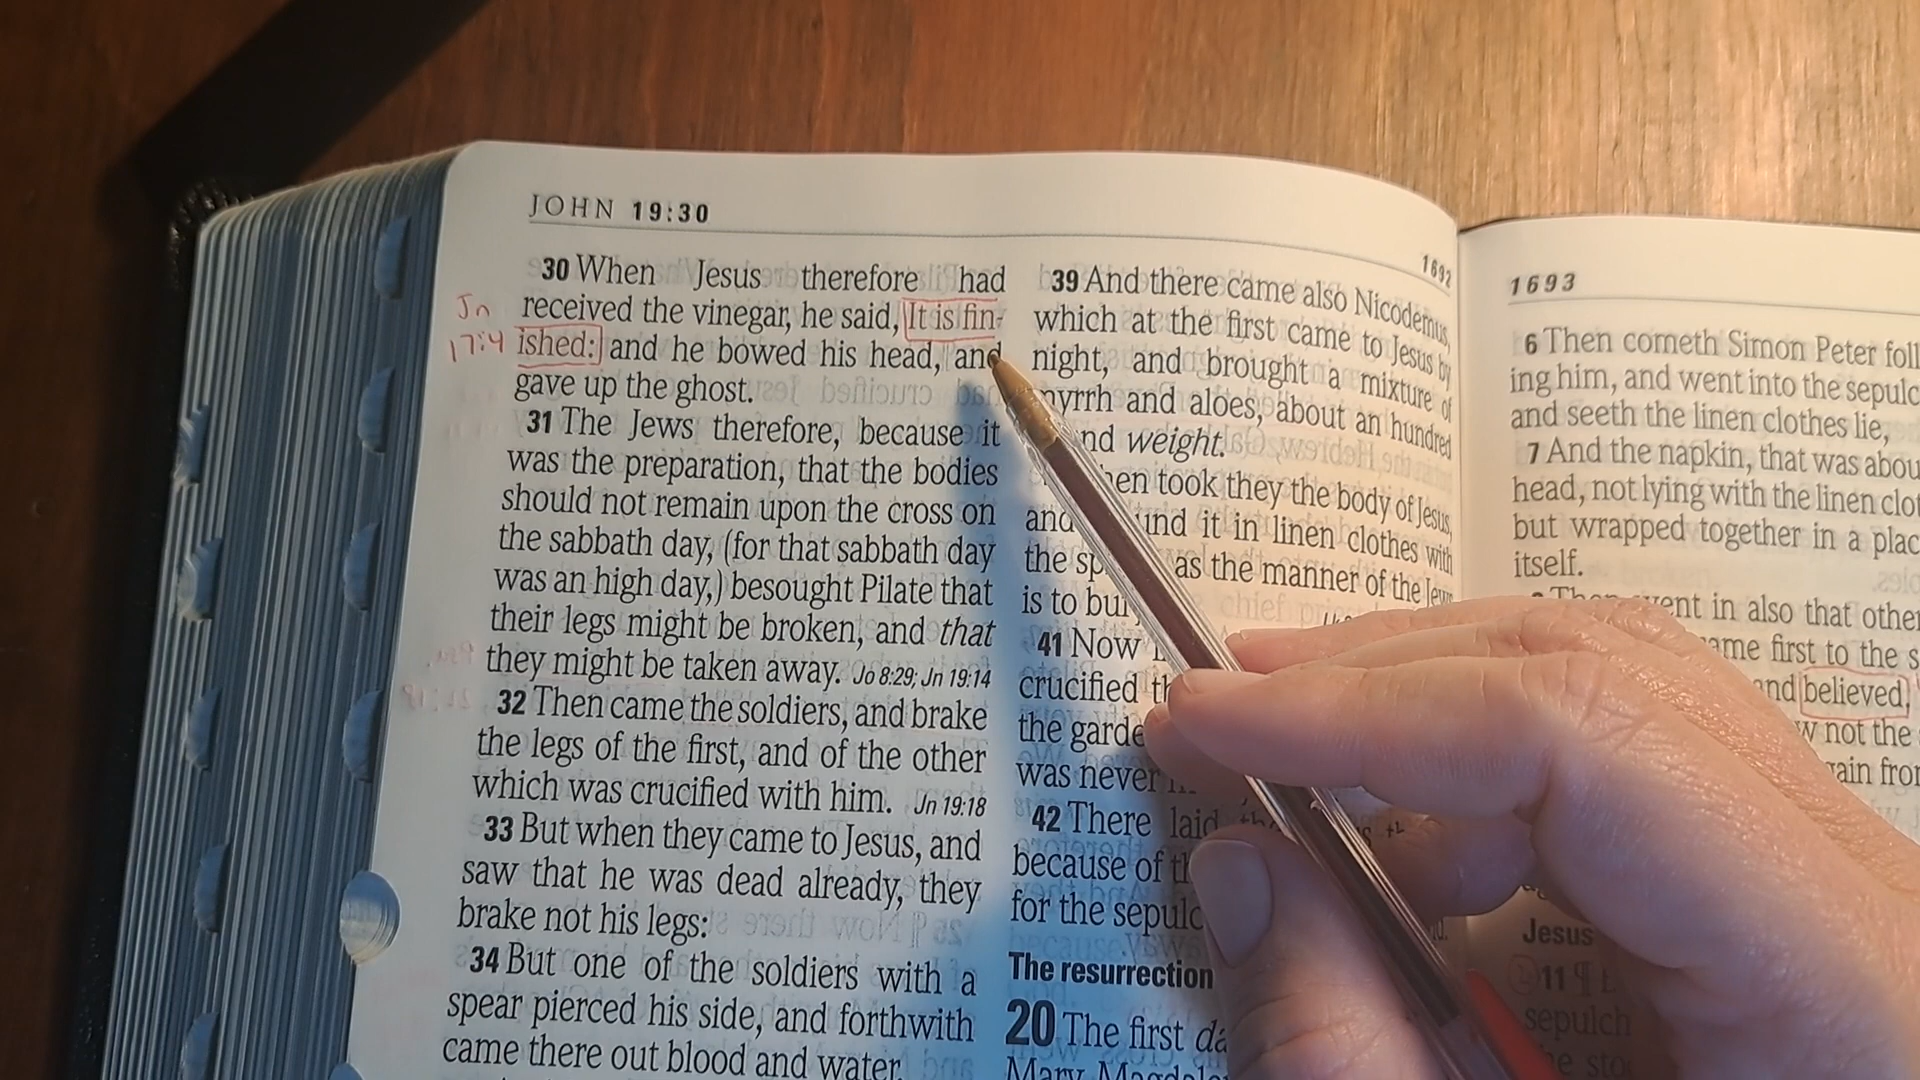 JOHN 19:30
30 When Jesus therefore had
received the vinegar, he said, It is fin-
ished: and he bowed his head, and
gave up the ghost.
Jn
17:4
31 The Jews therefore, because it
was the preparation, that the bodies
should not remain upon the cross on
the sabbath day, (for that sabbath day
was an high day,) besought Pilate that
their legs might be broken, and that
they might be taken away. Jo 8:29; Jn 19:14
32 Then came the soldiers, and brake
the legs of the first, and of the other
which was crucified with him. Jn 19:18
33 But when they came to Jesus, and
saw that he was dead already, they
brake not his legs:
34 But one of the soldiers with a
spear pierced his side, and forthwith
came there out blood and water.
1692
39 And there came also Nicodemus,
which at the first came to Jesus by
night, and brought a mixture of
myrrh and aloes, about an hundred
weight.
took they the body of Jesus,
and it in linen clothes with
the as the manner of the Jews
is to
41 Now
crucified
the
was never
42 There laid
because of
for the
The resurrection
20 The first
Mary
1693
6 Then cometh Simon Peter
ing him, and went into the
and seeth the linen clothes lie,
7 And the napkin, that was
head, not lying with the linen
but wrapped together in a
itself.
went in also that other
first to the
and believed,
not the
Jesus
11 ¶